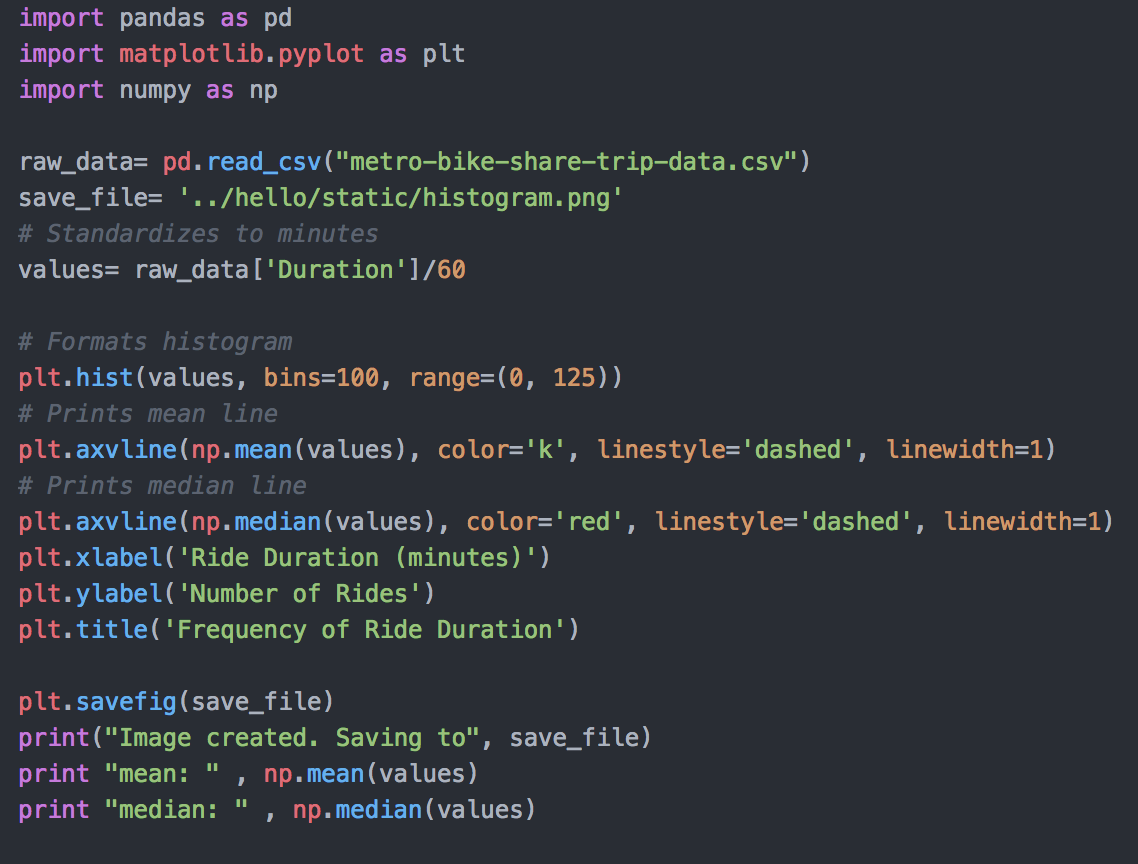 import pandas as pd
import matplotlib.pyplot as plt
import numpy as np
raw_data= pd.read_csv("metro-bike-share-trip-data.csv")
save_file= '../hello/static/histogram.png'
# Standardizes to minutes
values= raw_data['Duration']/60
# Formats histogram
plt.hist(values, bins=100, range=(0, 125))
# Prints mean line
plt.axvline(np.mean(values), color='k', linestyle='dashed', linewidth=1)
# Prints median line
plt.axvline(np.median(values), color='red', linestyle='dashed', linewidth=1)
plt.xlabel('Ride Duration (minutes)')
plt.ylabel('Number of Rides')
plt.title('Frequency of Ride Duration')
plt.savefig(save_file)
print("Image created. Saving to", save_file)
print "mean: " , np.mean(values)
print "median: " , np.median(values)